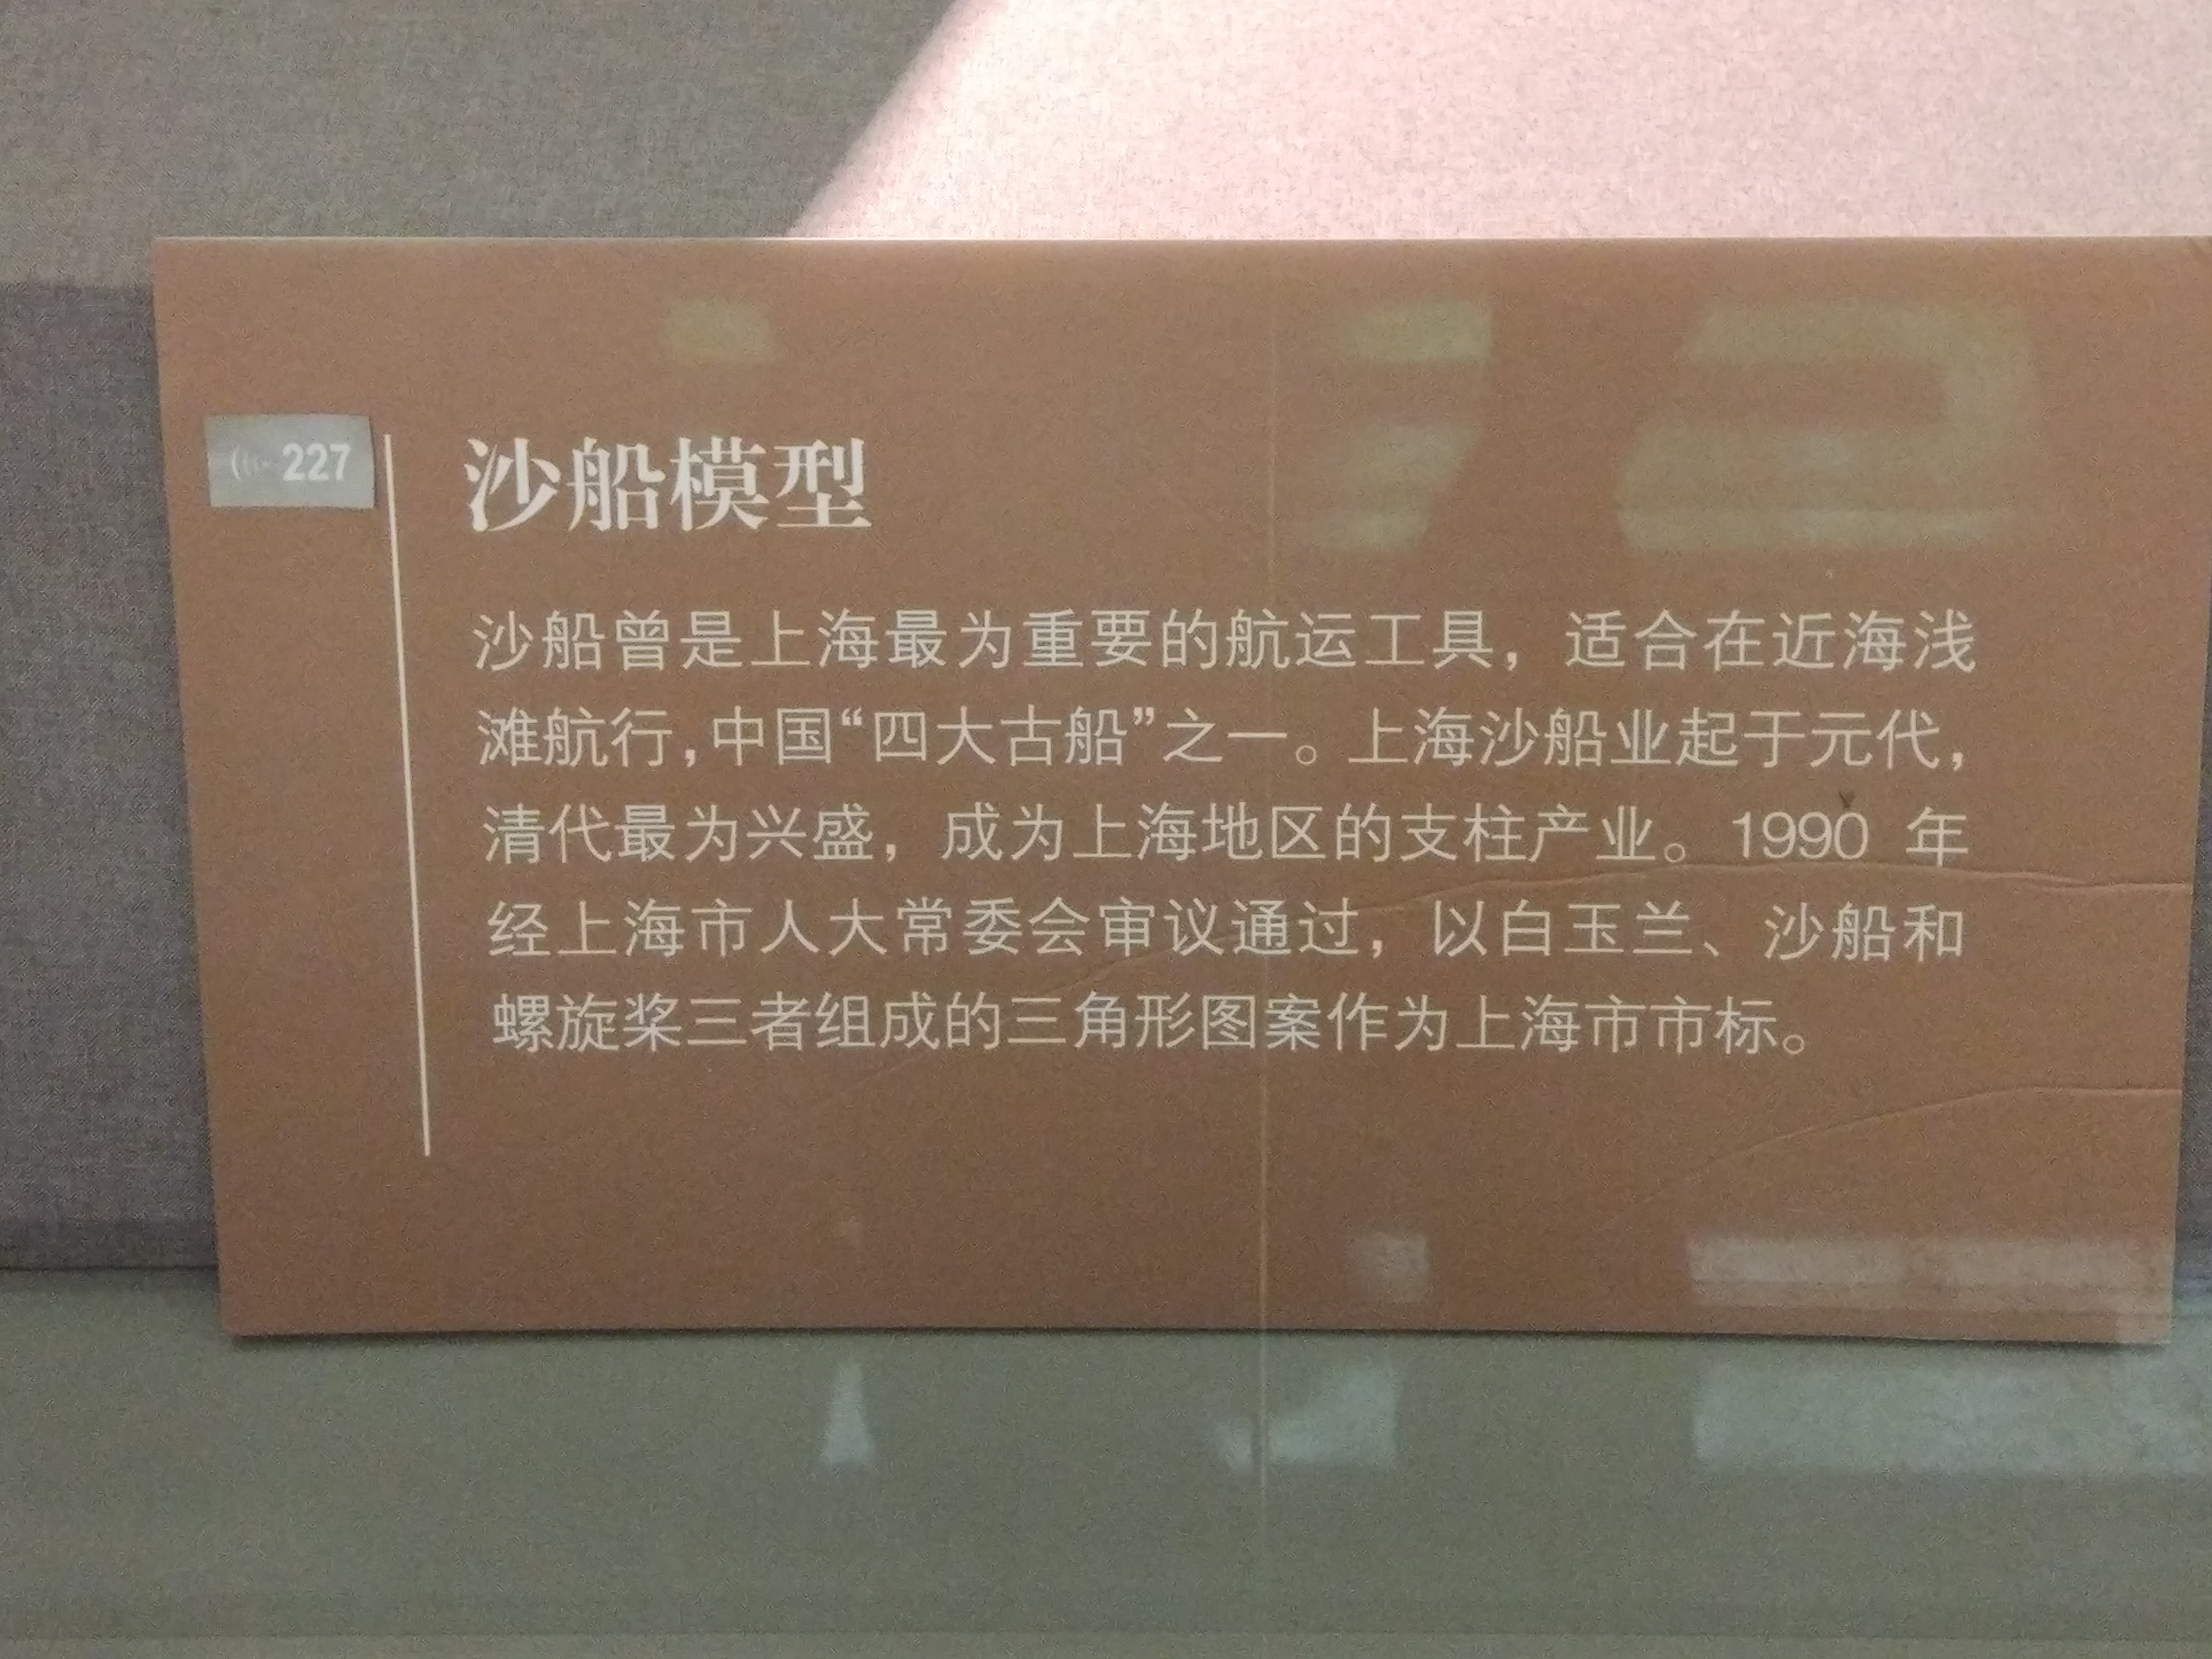 227
沙船模型
沙船曾是上海最为重要的航运工具，适合在近海浅
滩航行，中国“四大古船”之一。上海沙船业起于元代，
清代最为兴盛，成为上海地区的支柱产业。1990 年
经上海市人大常委会审议通过，以白玉兰、沙船和
螺旋桨三者组成的三角形图案作为上海市市标。